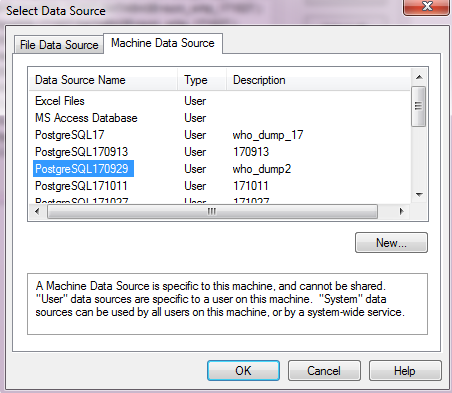 Select Data Source
File Data Source Machine Data Source
Data Source Name Type Description
Excel Files User
MS Access Database User
PostgreSQL17 User who_dump_17
PostgreSQL170913 User 170913
PostgreSQL170929 User who_dump2
PostgreSQL171011 User 171011
PostgreSQL171027 User 171027
New...
A Machine Data Source is specific to this machine, and cannot be shared.
"User" data sources are specific to a user on this machine. "System" data
sources can be used by all users on this machine, or by a system-wide service.
OK Cancel Help